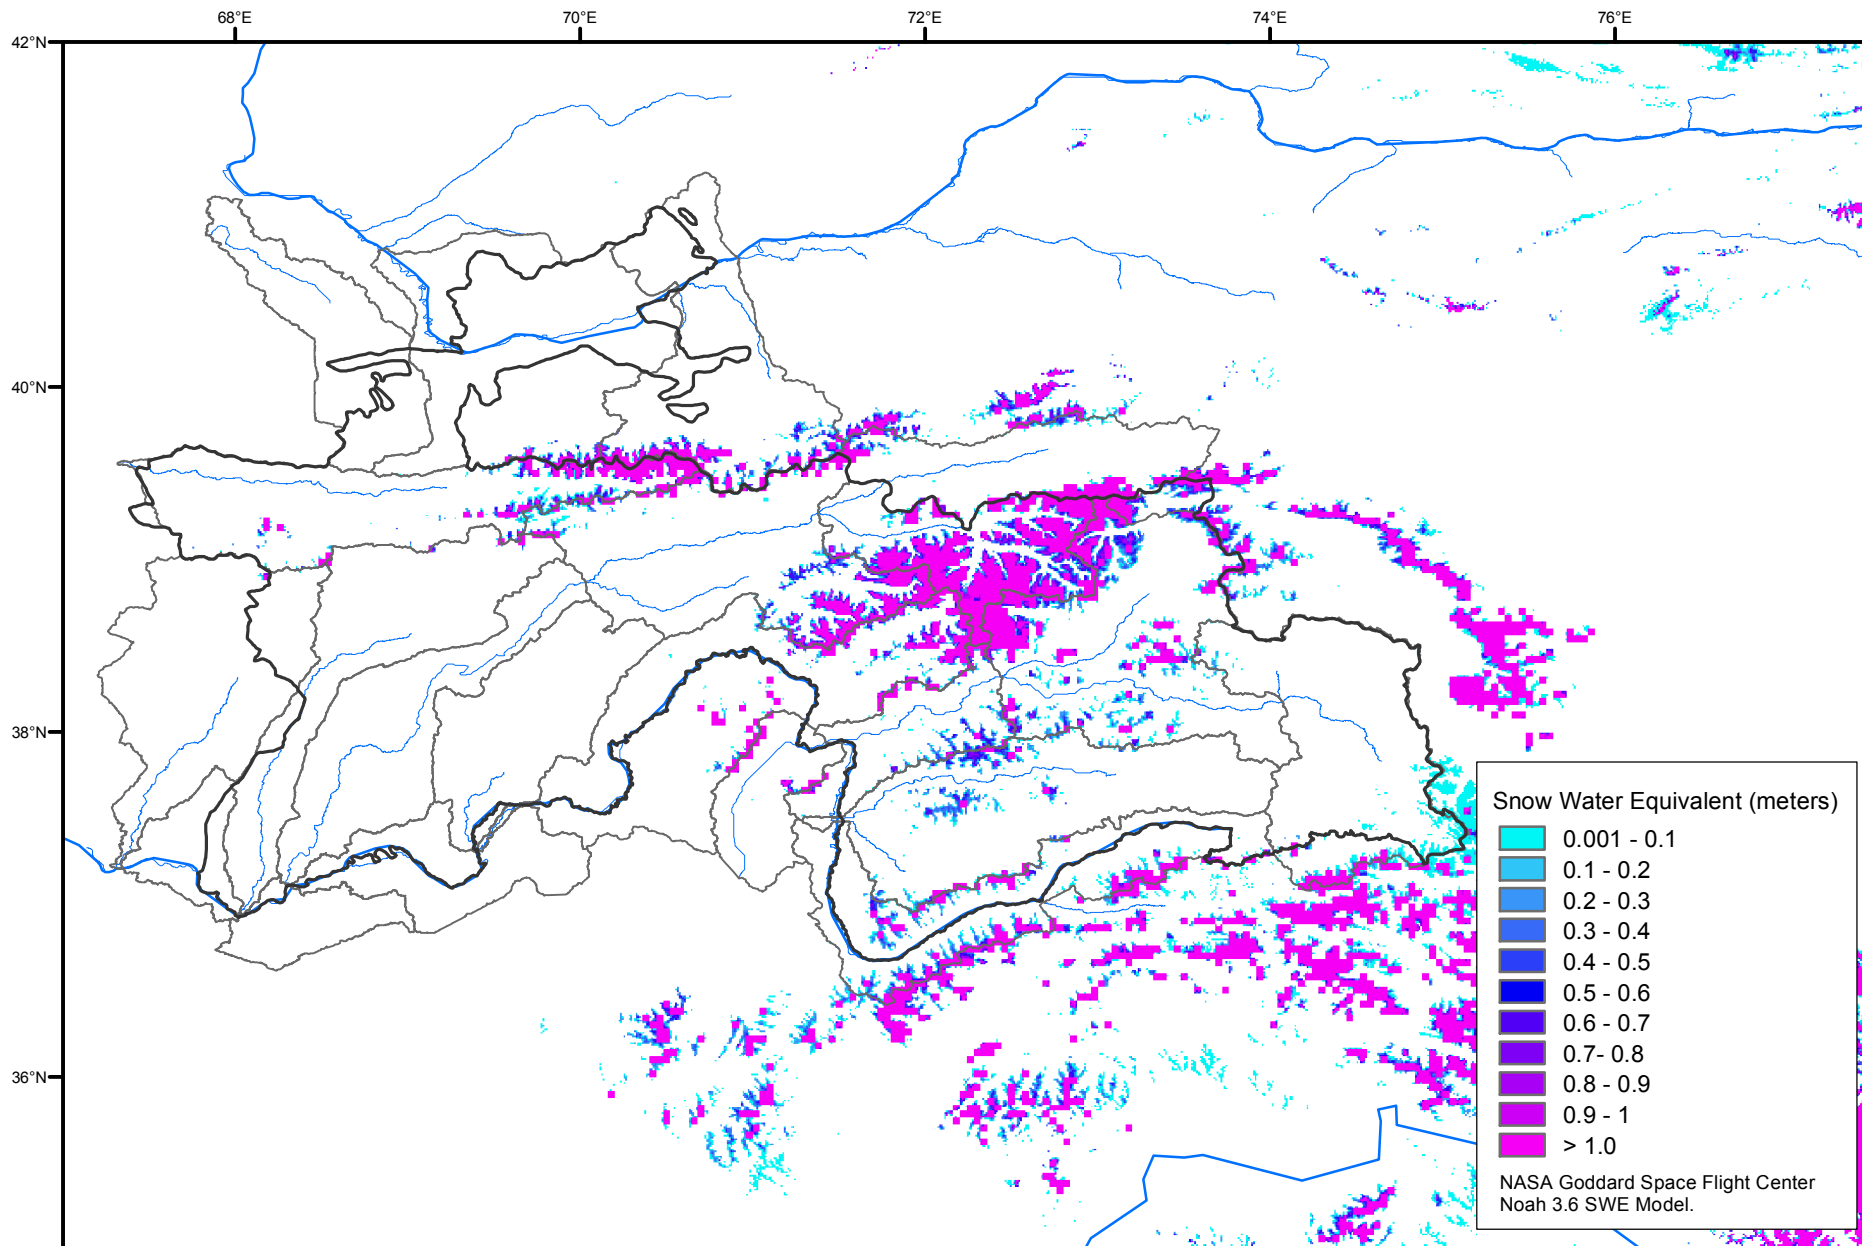 68°E
70°E
72°E
74°E
76°E
42°N
40°N
38°N
36°N
Snow Water Equivalent (meters)
0.001 - 0.1
0.1 - 0.2
0.2 - 0.3
0.3 - 0.4
0.4 - 0.5
0.5 - 0.6
0.6 - 0.7
0.7- 0.8
0.8 - 0.9
0.9 - 1
> 1.0
NASA Goddard Space Flight Center
Noah 3.6 SWE Model.